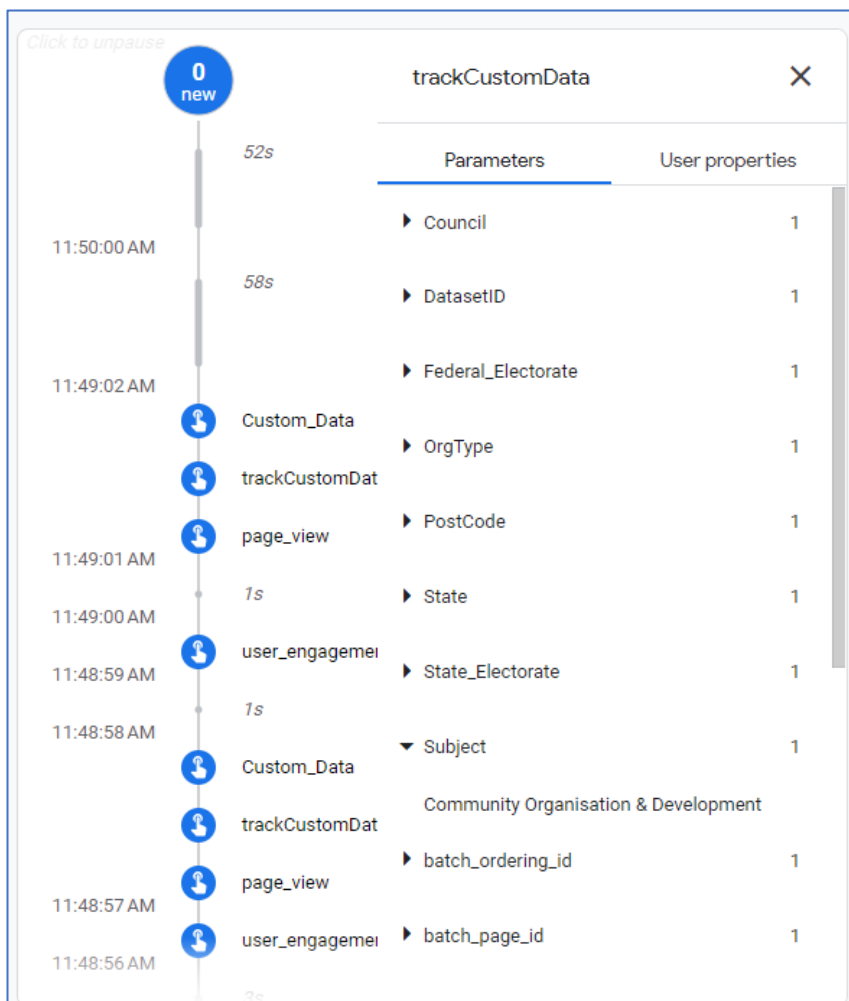 Click to unpause
0
new
52s
11:50:00 AM
58s
11:49:02 AM
Custom_Data
trackCustomDat
page_view
11:49:01 AM
1s
11:49:00 AM
user_engagemen
11:48:59 AM
1s
11:48:58 AM
Custom_Data
trackCustomDat
page_view
11:48:57 AM
user_engagemen
11:48:56 AM
3s
trackCustomData
Parameters User properties
Council 1
DatasetID 1
Federal_Electorate 1
OrgType 1
PostCode 1
State 1
State_Electorate 1
Subject 1
Community Organisation & Development
batch_ordering_id 1
batch_page_id 1